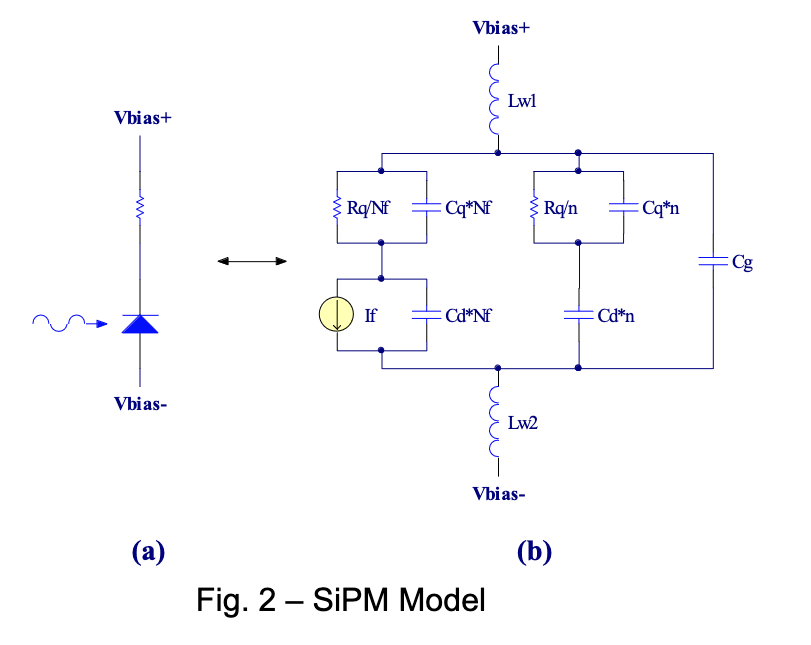 Vbias+
Vbias-
(a)
Vbias+
Lw1
Rq/Nf
Cq*Nf
Rq/n
Cq*n
Cg
If
Cd*Nf
Cd*n
Lw2
Vbias-
(b)
Fig. 2 – SiPM Model